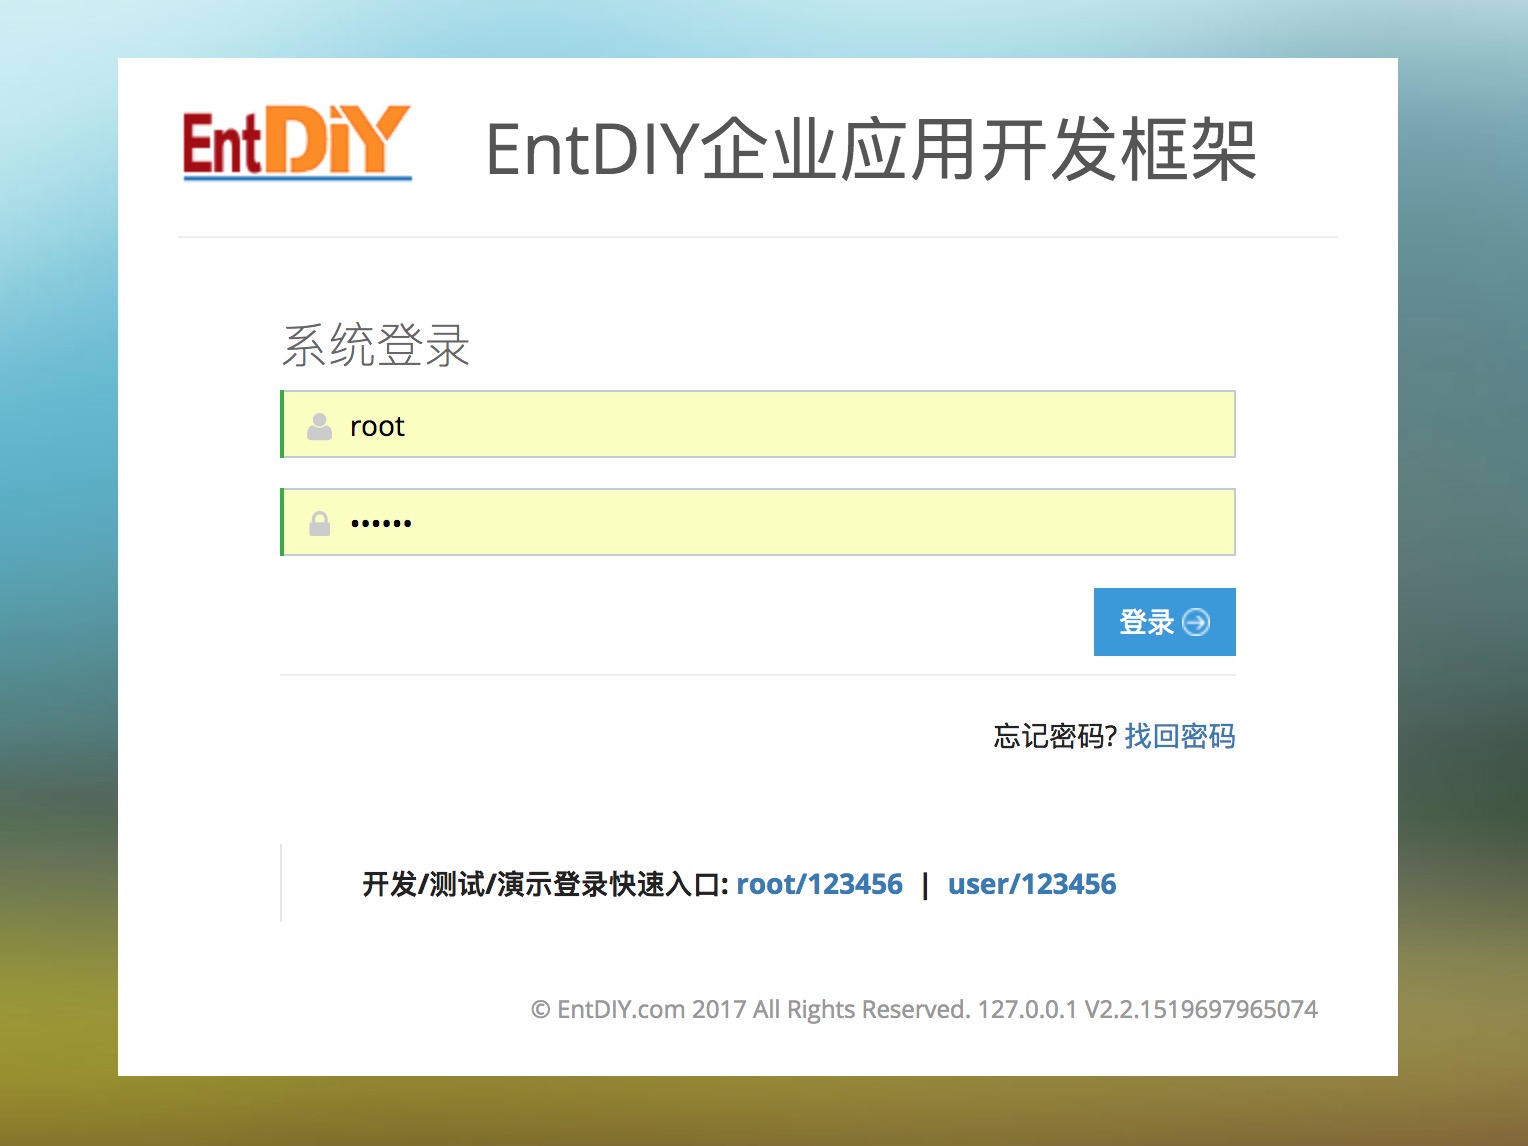 EntDiY
EntDIY企业应用开发框架
系统登录
root
••••••
登录
忘记密码? 找回密码
开发/测试/演示登录快速入口: root/123456 | user/123456
© EntDIY.com 2017 All Rights Reserved. 127.0.0.1 V2.2.1519697965074